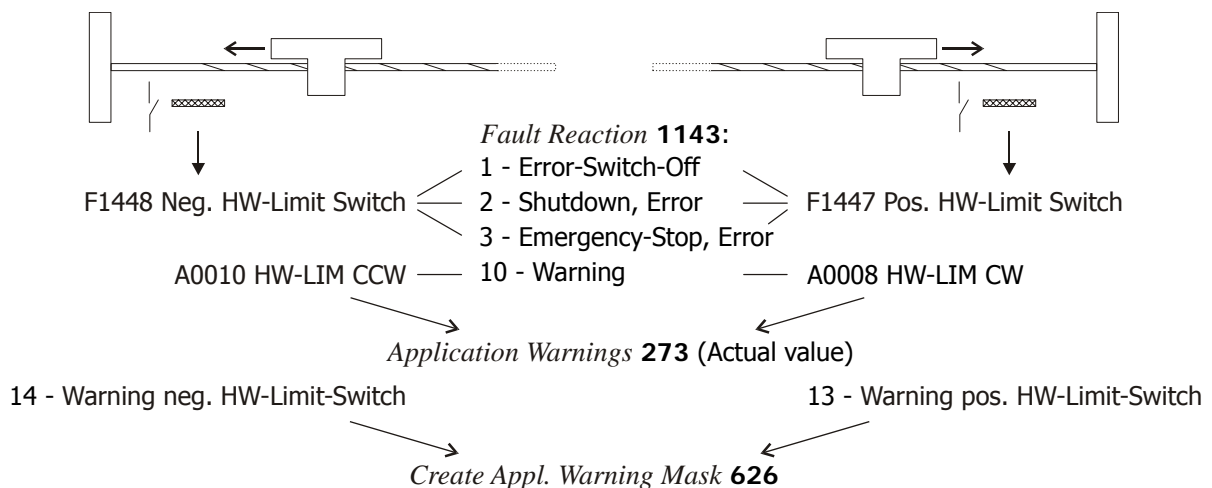 Fault Reaction 1143:
1 - Error-Switch-Off
F1448 Neg. HW-Limit Switch
2 - Shutdown, Error
F1447 Pos. HW-Limit Switch
3 - Emergency-Stop, Error
A0010 HW-LIM CCW
10 - Warning
A0008 HW-LIM CW
Application Warnings 273 (Actual value)
14 - Warning neg. HW-Limit-Switch
13 - Warning pos. HW-Limit-Switch
Create Appl. Warning Mask 626